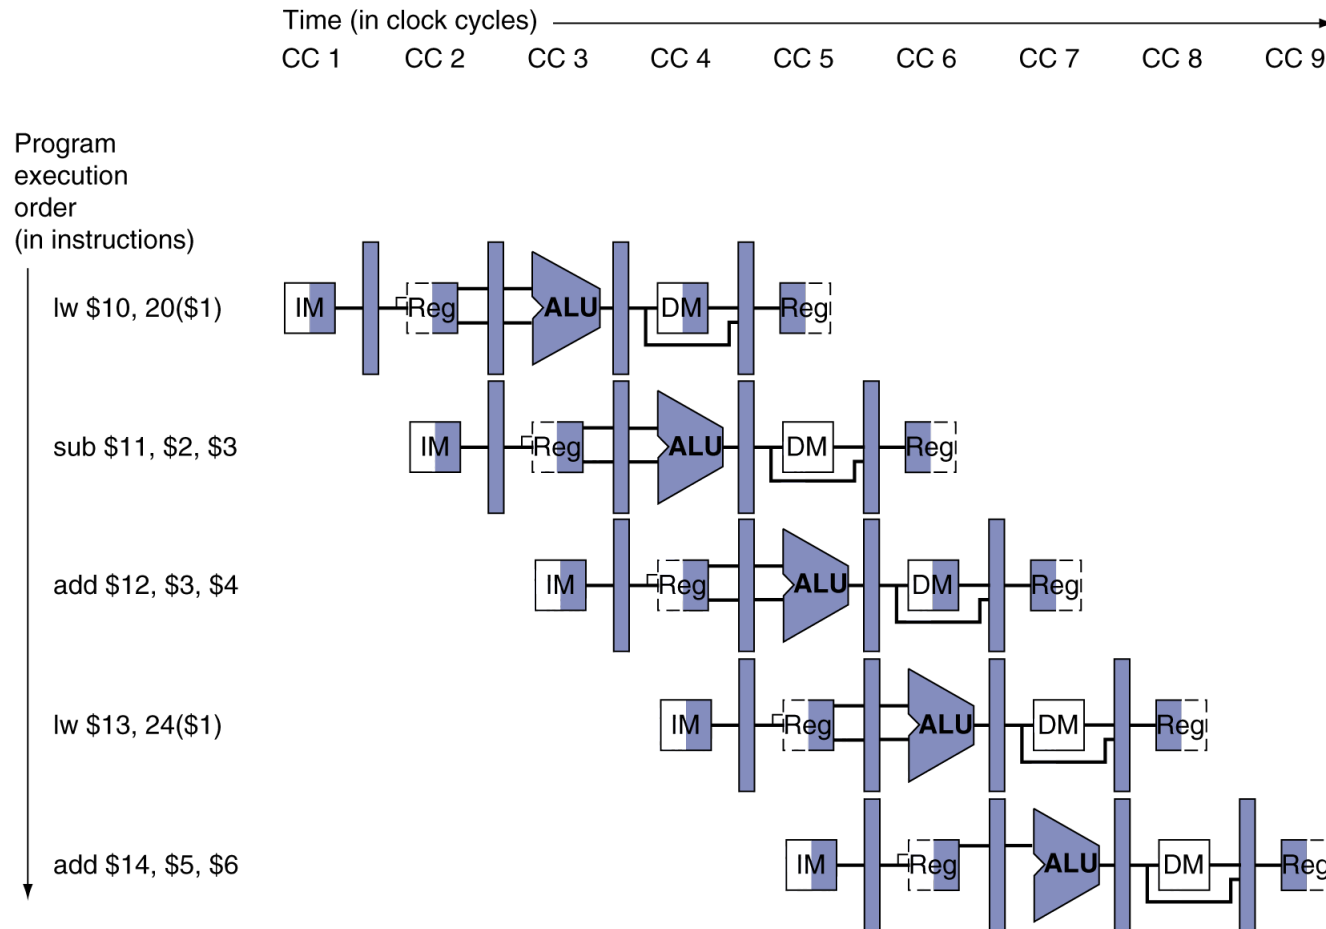 Time (in clock cycles)
CC 1 CC 2 CC 3 CC 4 CC 5 CC 6 CC 7 CC 8 CC 9
Program
execution
order
(in instructions)
lw $10, 20($1) IM Reg ALU DM Reg
sub $11, $2, $3 IM Reg ALU DM Reg
add $12, $3, $4 IM Reg ALU DM Reg
lw $13, 24($1) IM Reg ALU DM Reg
add $14, $5, $6 IM Reg ALU DM Reg